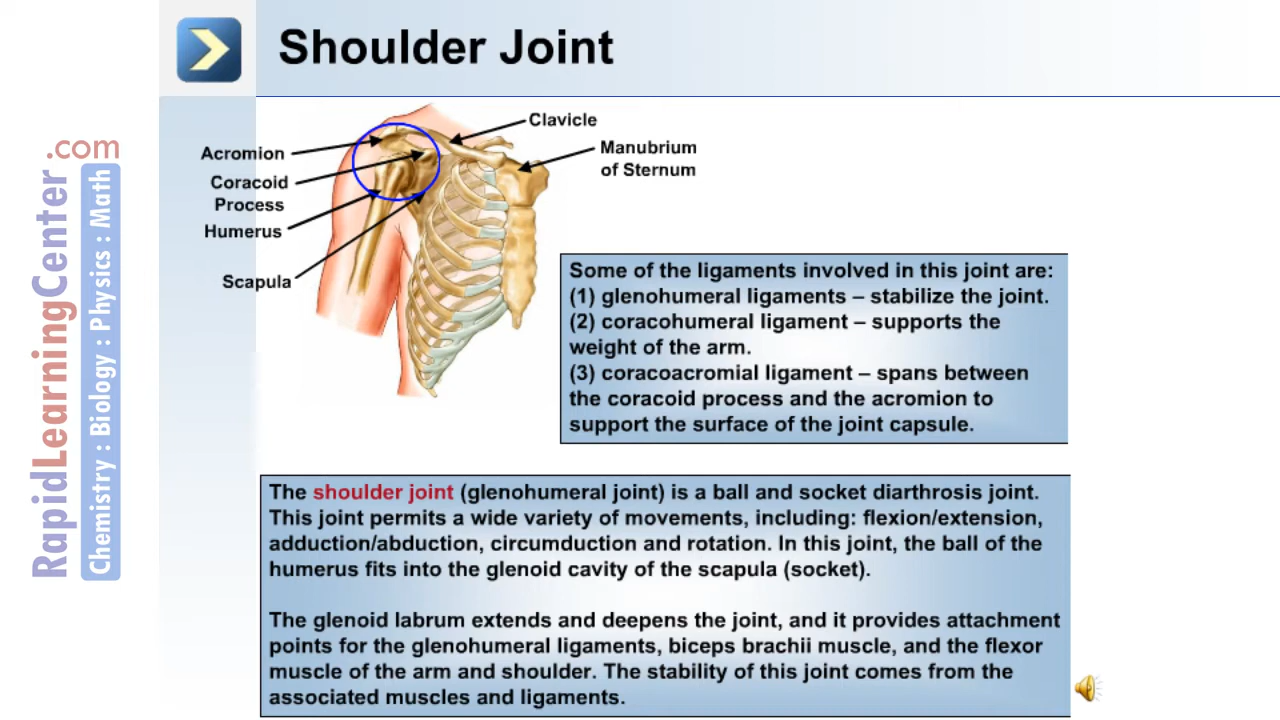 Shoulder Joint
Clavicle
Manubrium
of Sternum
Acromion
Coracoid
Process
Humerus
Scapula
Some of the ligaments involved in this joint are:
(1) glenohumeral ligaments – stabilize the joint.
(2) coracohumeral ligament – supports the
weight of the arm.
(3) coracoacromial ligament – spans between
the coracoid process and the acromion to
support the surface of the joint capsule.
The shoulder joint (glenohumeral joint) is a ball and socket diarthrosis joint.
This joint permits a wide variety of movements, including: flexion/extension,
adduction/abduction, circumduction and rotation. In this joint, the ball of the
humerus fits into the glenoid cavity of the scapula (socket).
The glenoid labrum extends and deepens the joint, and it provides attachment
points for the glenohumeral ligaments, biceps brachii muscle, and the flexor
muscle of the arm and shoulder. The stability of this joint comes from the
associated muscles and ligaments.
RapidLearningCenter.com
Chemistry : Biology : Physics : Math